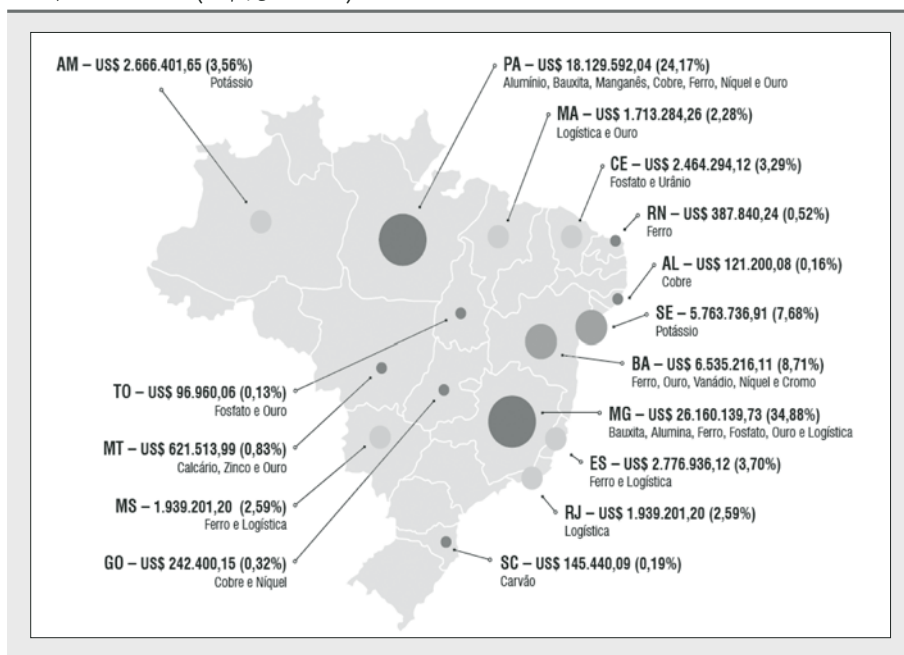 AM – US$ 2.666.401,65 (3,56%)
Potássio
PA – US$ 18.129.592,04 (24,17%)
Alumínio, Bauxita, Manganês, Cobre, Ferro, Níquel e Ouro
MA – US$ 1.713.284,26 (2,28%)
Logística e Ouro
CE – US$ 2.464.294,12 (3,29%)
Fosfato e Urânio
RN – US$ 387.840,24 (0,52%)
Ferro
AL – US$ 121.200,08 (0,16%)
Cobre
SE – 5.763.736,91 (7,68%)
Potássio
BA – US$ 6.535.216,11 (8,71%)
Ferro, Ouro, Vanádio, Níquel e Cromo
TO – US$ 96.960,06 (0,13%)
Fosfato e Ouro
MG – US$ 26.160.139,73 (34,88%)
Bauxita, Alumina, Ferro, Fosfato, Ouro e Logística
MT – US$ 621.513,99 (0,83%)
Calcário, Zinco e Ouro
ES – US$ 2.776.936,12 (3,70%)
Ferro e Logística
MS – 1.939.201,20 (2,59%)
Ferro e Logística
RJ – US$ 1.939.201,20 (2,59%)
Logística
GO – US$ 242.400,15 (0,32%)
Cobre e Níquel
SC – US$ 145.440,09 (0,19%)
Carvão